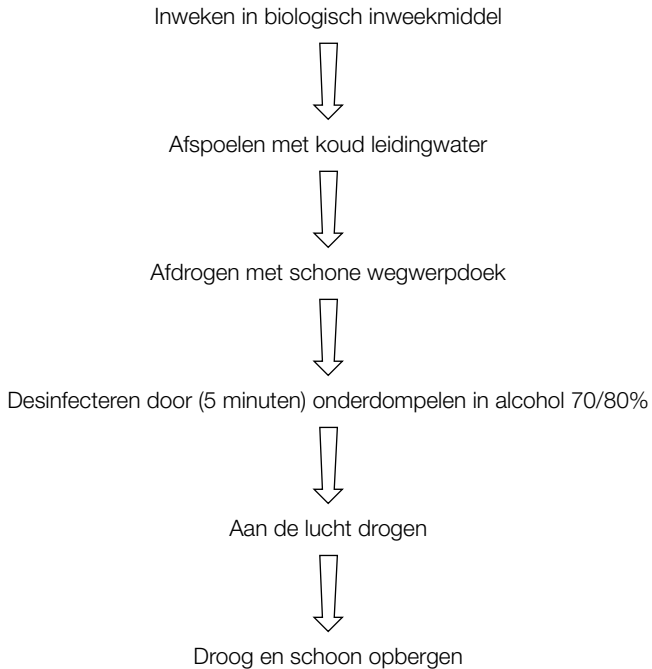 Inweken in biologisch inweekmiddel
Afspoelen met koud leidingwater
Afdrogen met schone wegwerpdoek
Desinfecteren door (5 minuten) onderdompelen in alcohol 70/80%
Aan de lucht drogen
Droog en schoon opbergen